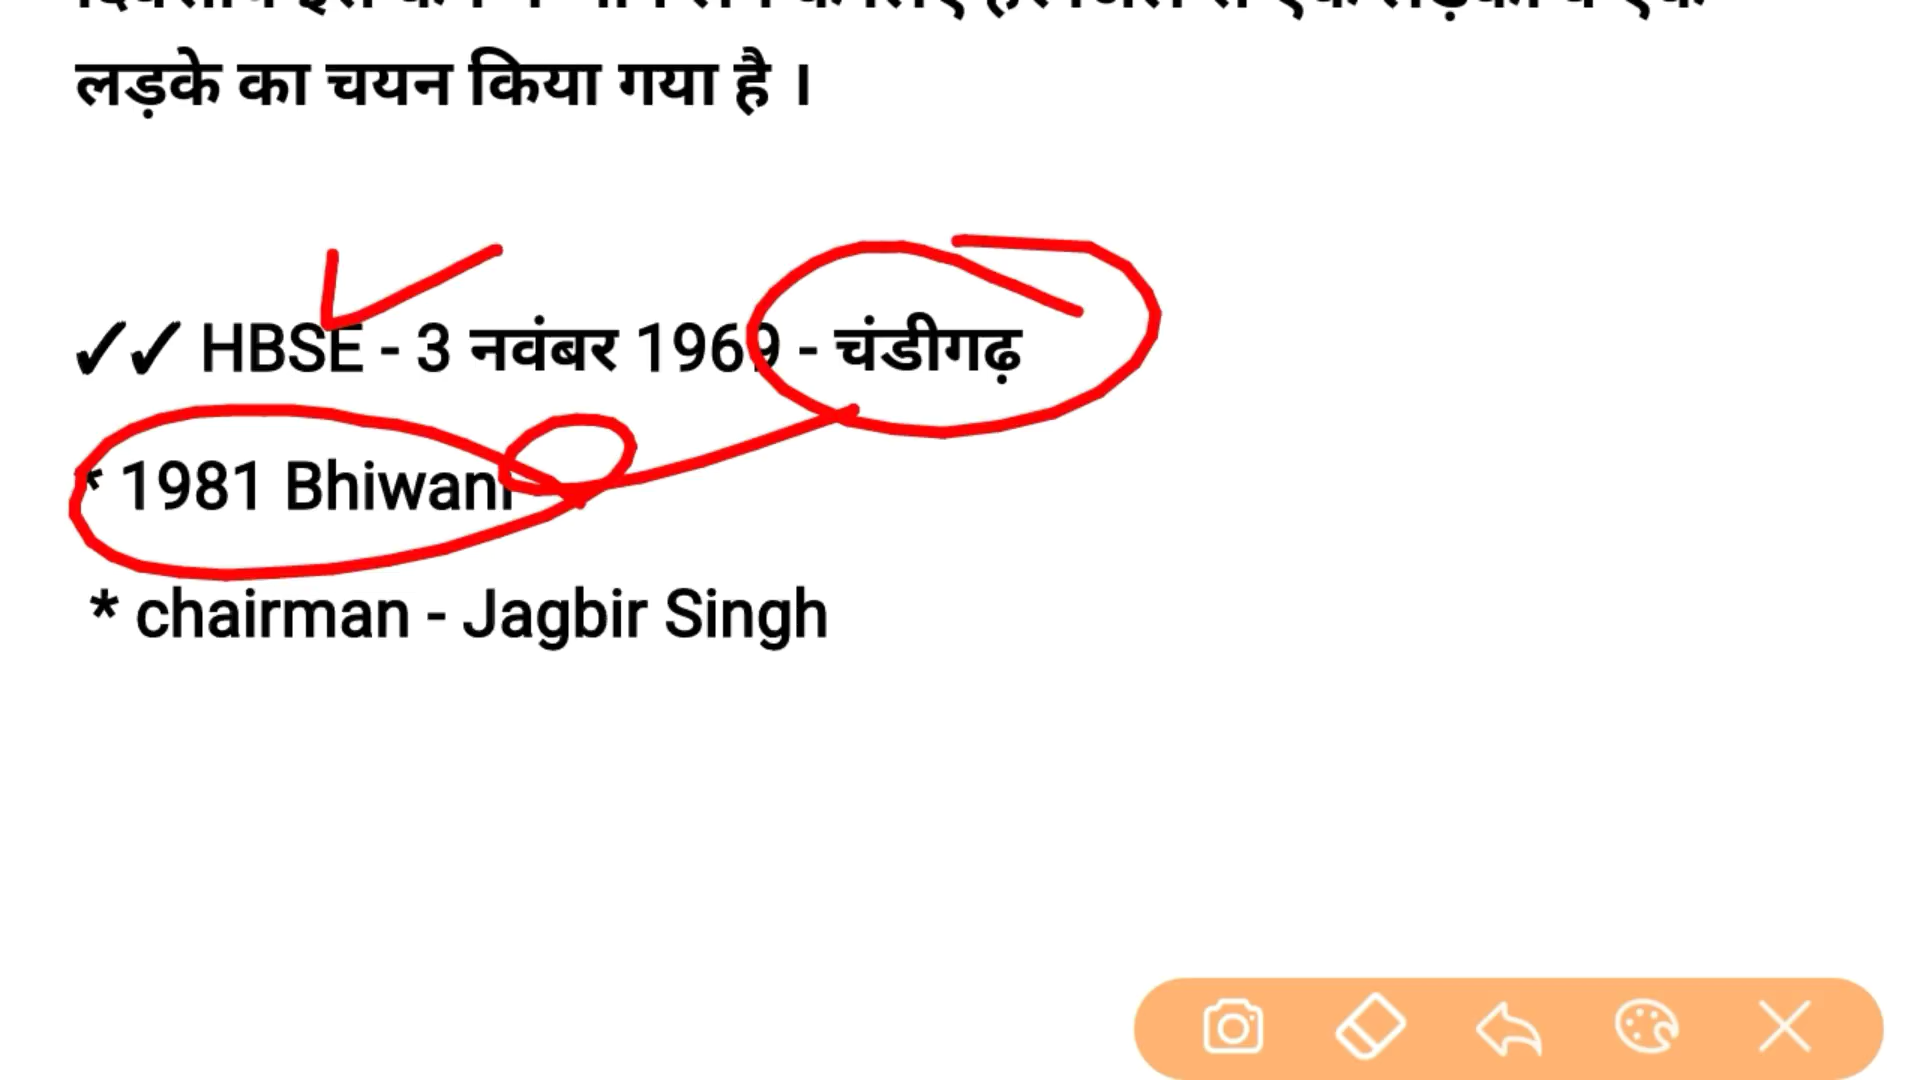 लड़के का चयन किया गया है ।
✓✓ HBSE - 3 नवंबर 1969 - चंडीगढ़
* 1981 Bhiwani
* chairman - Jagbir Singh